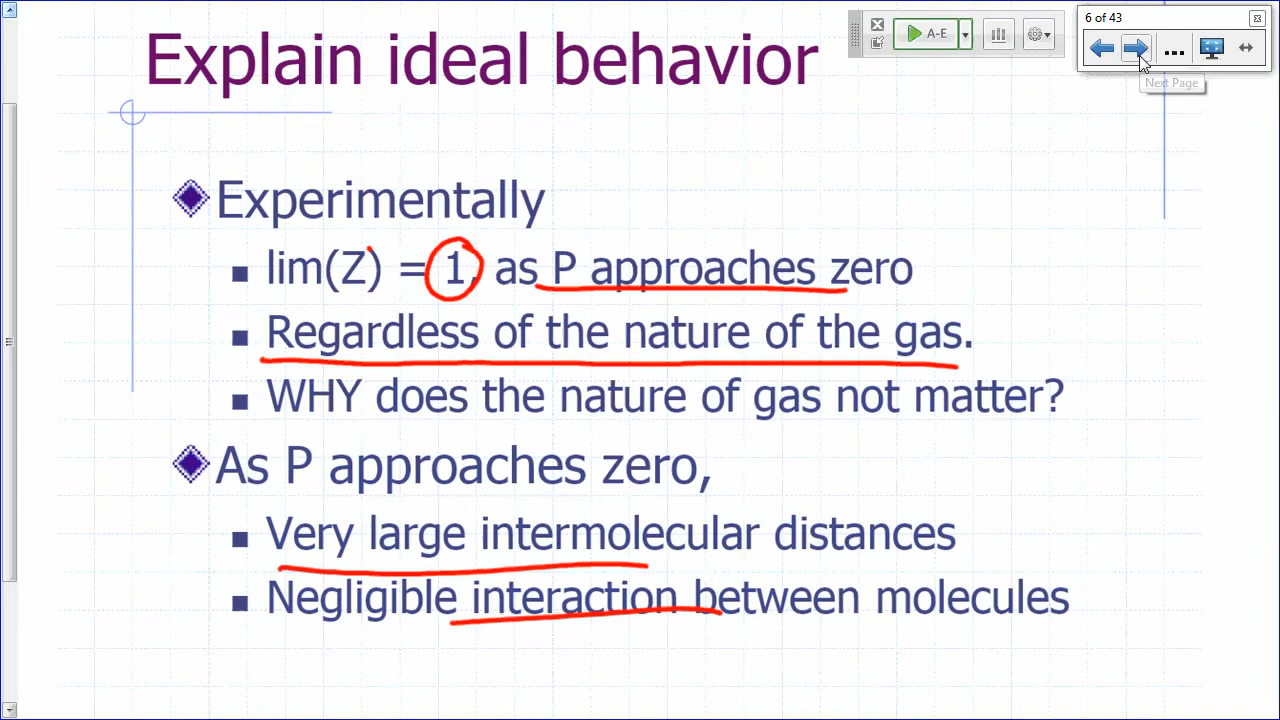 Explain ideal behavior
A-E
6 of 43
Next Page
Experimentally
lim(Z) = 1, as P approaches zero
Regardless of the nature of the gas.
WHY does the nature of gas not matter?
As P approaches zero,
Very large intermolecular distances
Negligible interaction between molecules